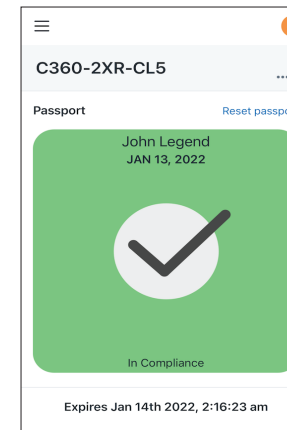 C360-2XR-CL5
Passport
Reset
John Legend
JAN 13, 2022
In Compliance
Expires Jan 14th 2022, 2:16:23 am